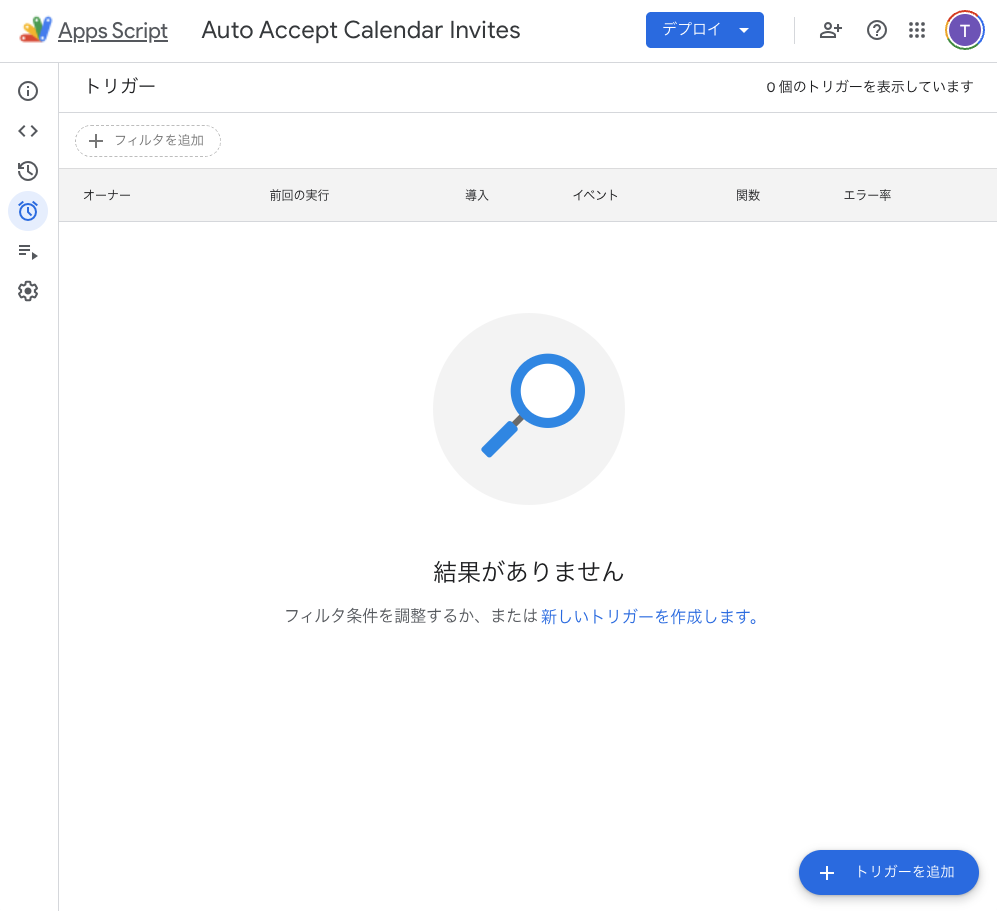 Apps Script Auto Accept Calendar Invites デプロイ T
トリガー 0 個のトリガーを表示しています
フィルタを追加
オーナー 前回の実行 導入 イベント 関数 エラー率
結果がありません
フィルタ条件を調整するか、または 新しいトリガーを作成します。
トリガーを追加